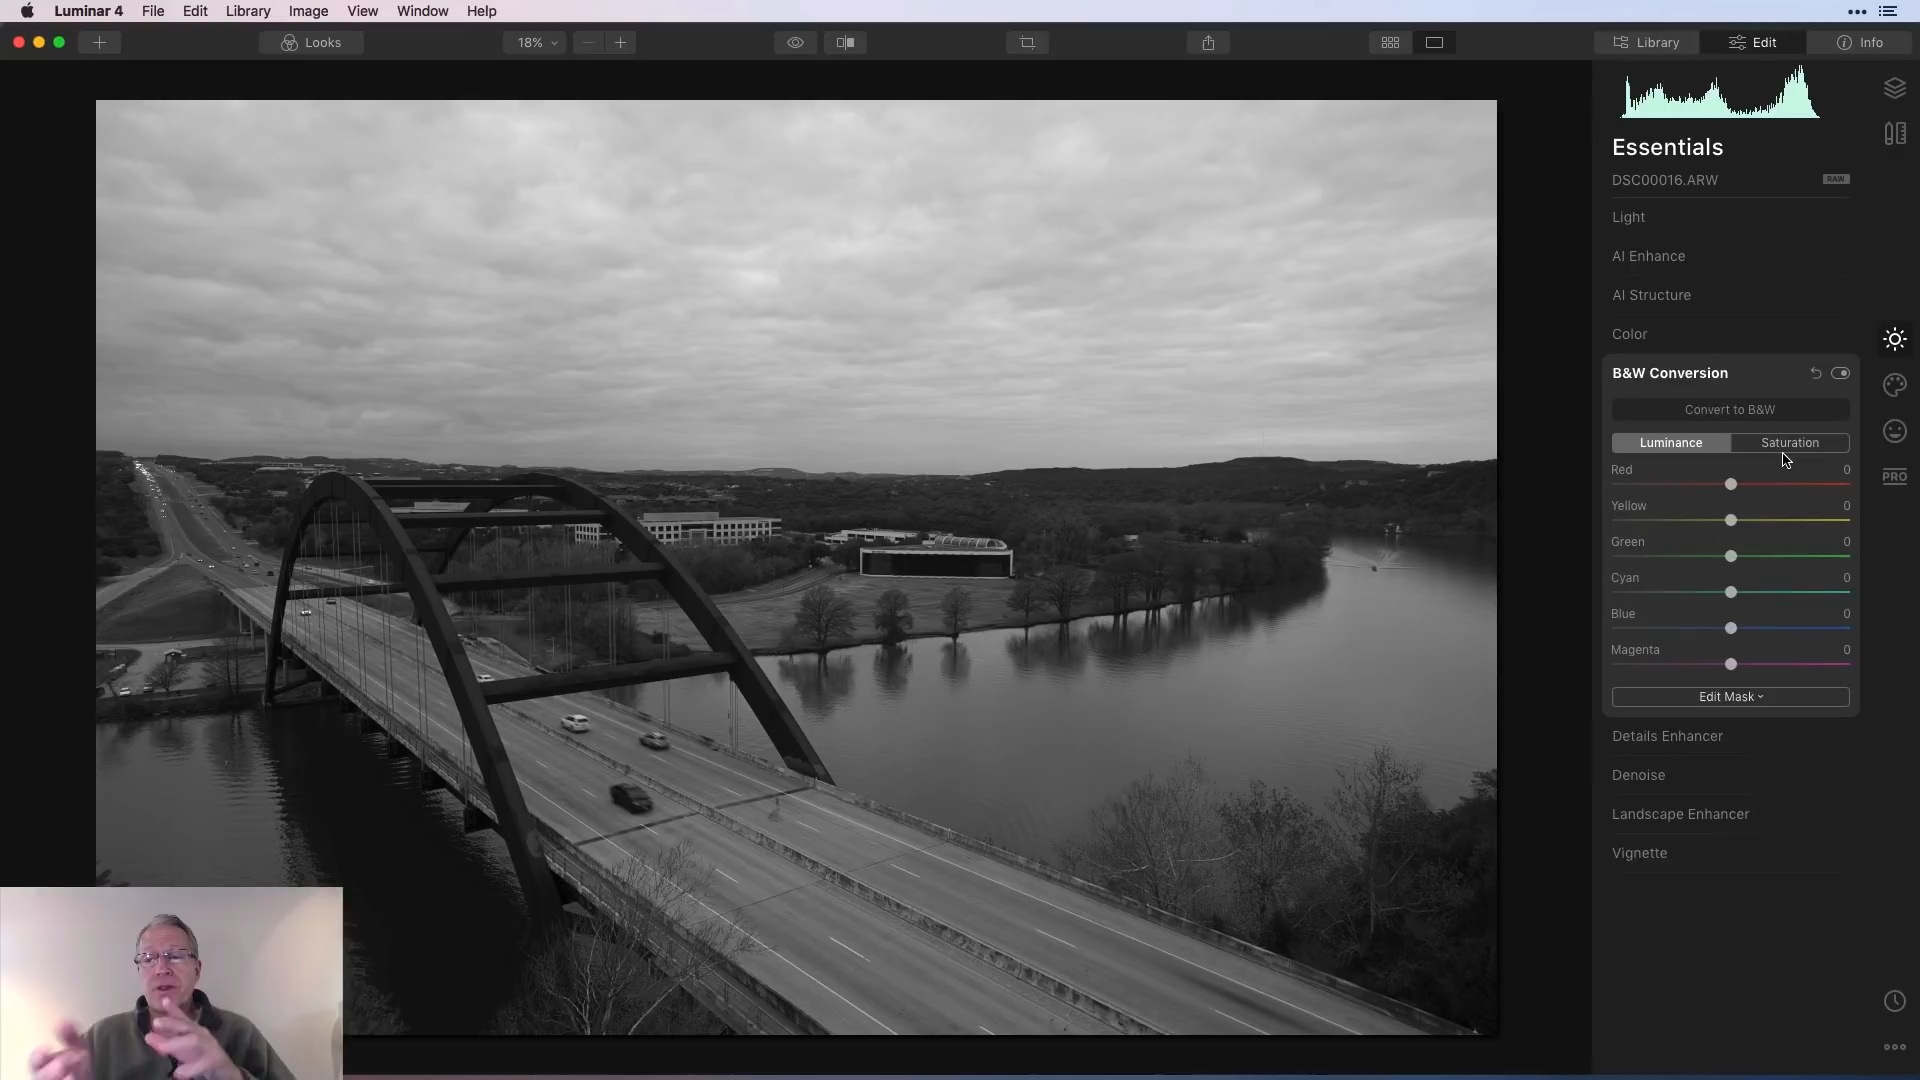 Luminar 4 File Edit Library Image View Window Help
Looks 18% Library Edit Info
Essentials
DSC00016.ARW RAW
Light
AI Enhance
AI Structure
Color
B&W Conversion
Convert to B&W
Luminance Saturation
Red 0
Yellow 0
Green 0
Cyan 0
Blue 0
Magenta 0
Edit Mask
Details Enhancer
Denoise
Landscape Enhancer
Vignette
PRO